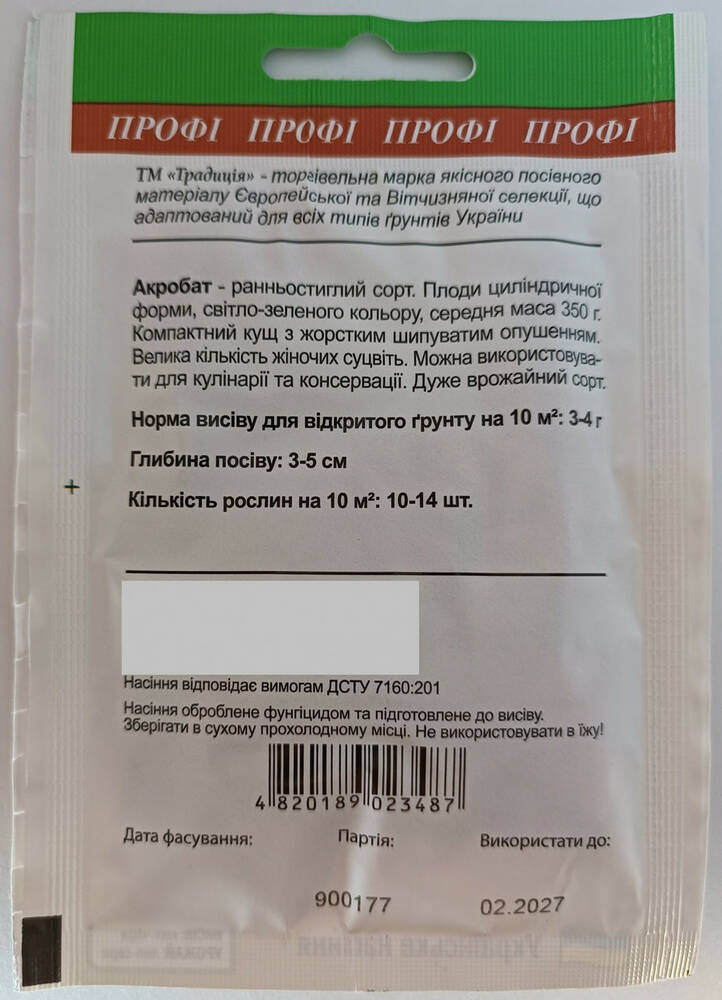 ПРОФІ ПРОФІ ПРОФІ ПРОФІ
ТМ «Традиція» - торгівельна марка якісного посівного
матеріалу Європейської та Вітчизняної селекції, що
адаптований для всіх типів ґрунтів України
Акробат - ранньостиглий сорт. Плоди циліндричної
форми, світло-зеленого кольору, середня маса 350 г.
Компактний кущ з жорстким шипуватим опушенням.
Велика кількість жіночих суцвіть. Можна використовува-
ти для кулінарії та консервації. Дуже врожайний сорт.
Норма висіву для відкритого ґрунту на 10 м²: 3-4 г
Глибина посіву: 3-5 см
Кількість рослин на 10 м²: 10-14 шт.
Насіння відповідає вимогам ДСТУ 7160:201
Насіння оброблене фунгіцидом та підготовлене до висіву.
Зберігати в сухому прохолодному місці. Не використовувати в їжу!
4 820189 023487
Дата фасування: Партія: Використати до:
900177 02.2027
Українське насіння